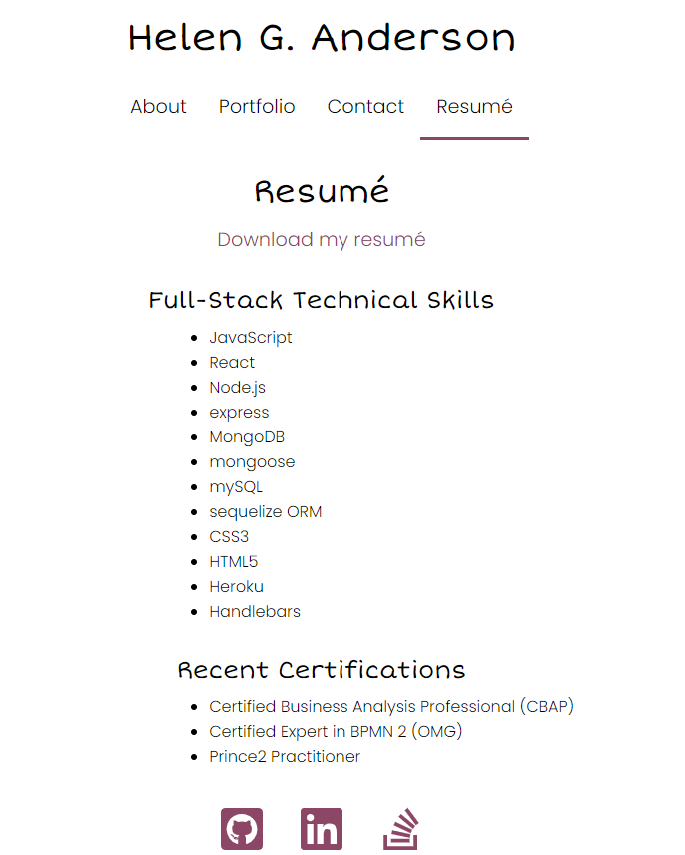 Helen G. Anderson
About Portfolio Contact Resumé
Resumé
Download my resumé
Full-Stack Technical Skills
JavaScript
React
Node.js
express
MongoDB
mongoose
mySQL
sequelize ORM
CSS3
HTML5
Heroku
Handlebars
Recent Certifications
Certified Business Analysis Professional (CBAP)
Certified Expert in BPMN 2 (OMG)
Prince2 Practitioner
in